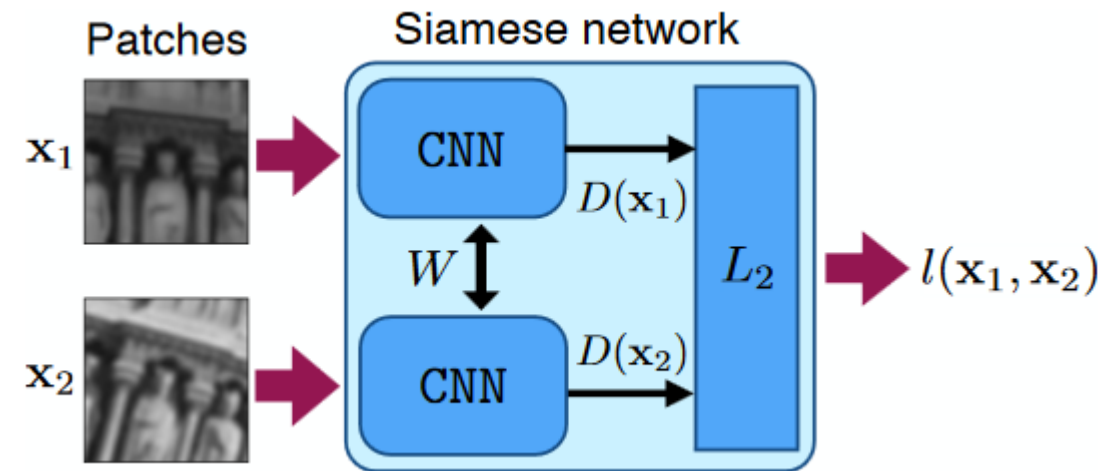 Patches
Siamese network
x₁
CNN
D(x₁)
W
L₂
l(x₁, x₂)
x₂
CNN
D(x₂)